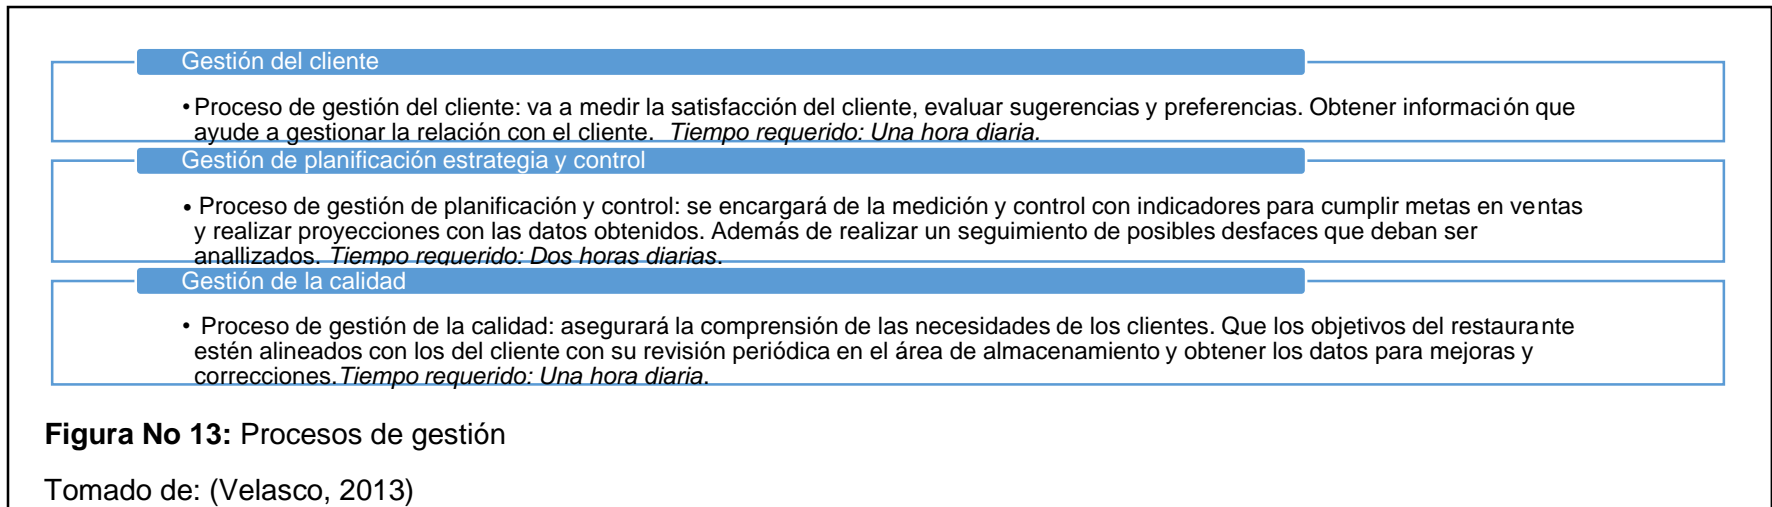 Gestión del cliente
• Proceso de gestión del cliente: va a medir la satisfacción del cliente, evaluar sugerencias y preferencias. Obtener información que
ayude a gestionar la relación con el cliente. Tiempo requerido: Una hora diaria.
Gestión de planificación estrategia y control
• Proceso de gestión de planificación y control: se encargará de la medición y control con indicadores para cumplir metas en ventas
y realizar proyecciones con las datos obtenidos. Además de realizar un seguimiento de posibles desfaces que deban ser
anallizados. Tiempo requerido: Dos horas diarias.
Gestión de la calidad
• Proceso de gestión de la calidad: asegurará la comprensión de las necesidades de los clientes. Que los objetivos del restaurante
estén alineados con los del cliente con su revisión periódica en el área de almacenamiento y obtener los datos para mejoras y
correcciones.Tiempo requerido: Una hora diaria.
Figura No 13: Procesos de gestión
Tomado de: (Velasco, 2013)